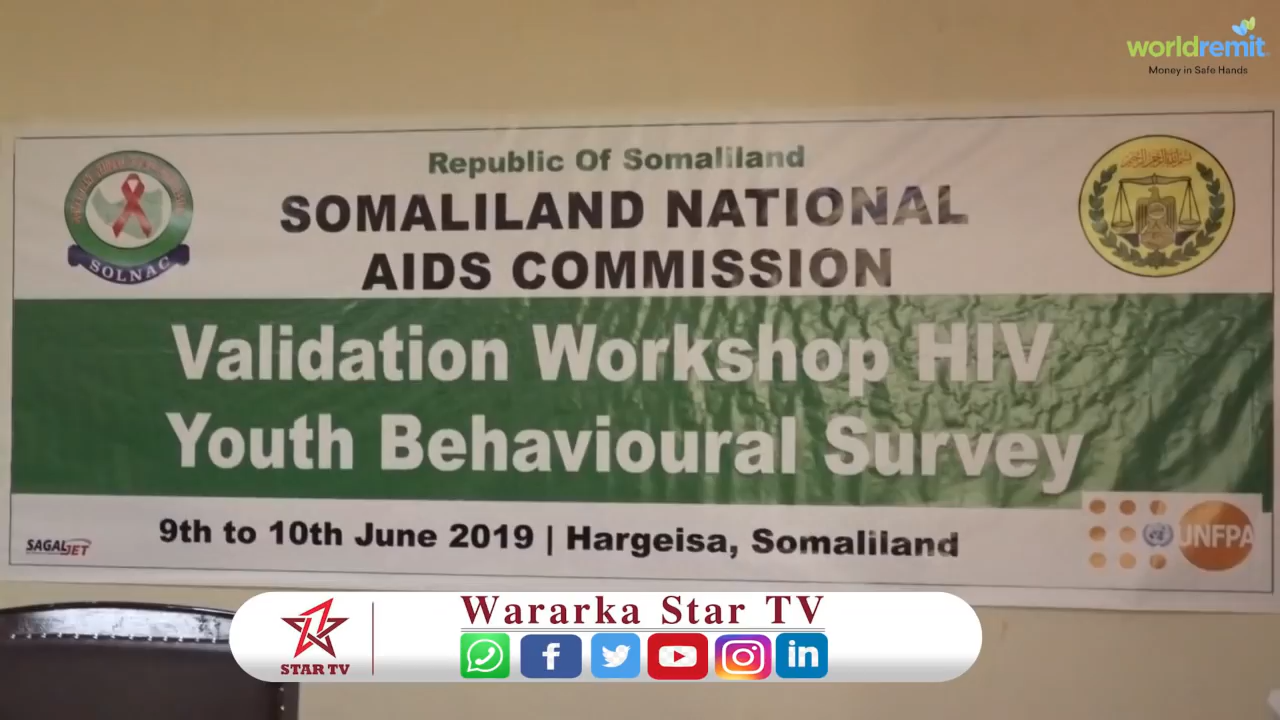 worldremit
Money in Safe Hands
Republic Of Somaliland
SOMALILAND NATIONAL
AIDS COMMISSION
SOLNAC
Validation Workshop HIV
Youth Behavioural Survey
9th to 10th June 2019 | Hargeisa, Somaliland
SAGALJET
UNFPA
STAR TV
Wararka Star TV